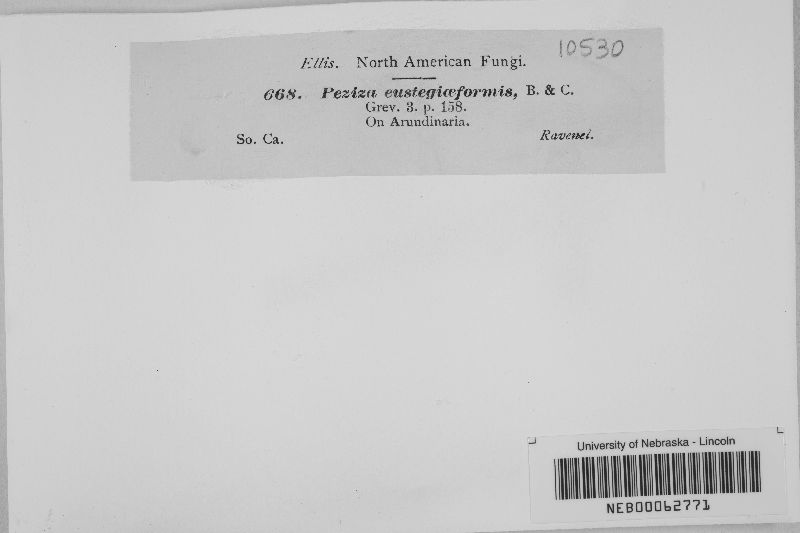 Ellis. North American Fungi. 10530
668. Peziza eustegiæformis, B. & C.
Grev. 3. p. 158.
On Arundinaria.
So. Ca. Ravenel.
University of Nebraska - Lincoln
NEB00062771